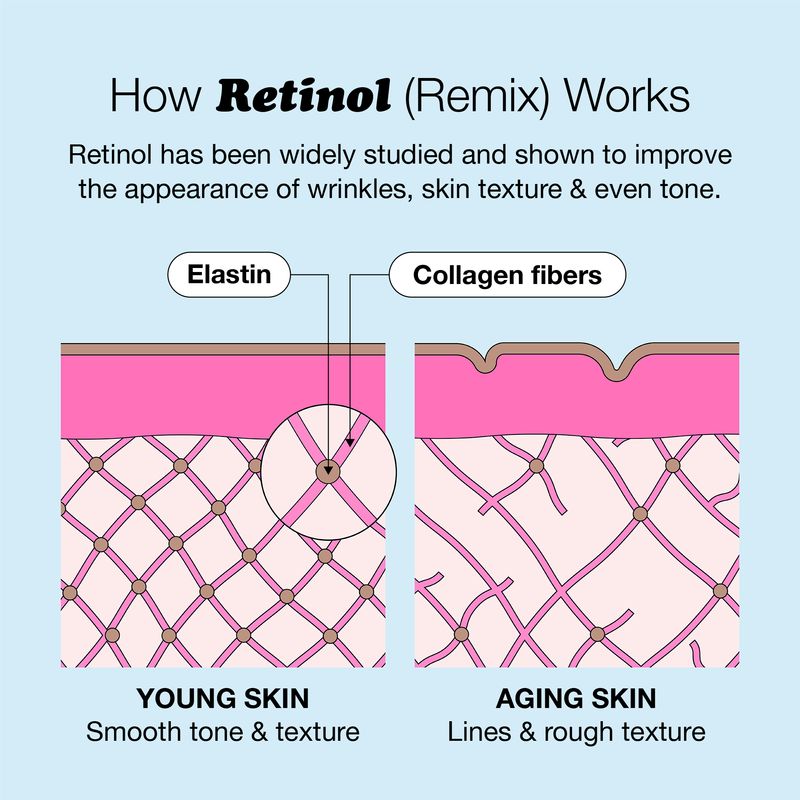 How Retinol (Remix) Works
Retinol has been widely studied and shown to improve
the appearance of wrinkles, skin texture & even tone.
Elastin
Collagen fibers
YOUNG SKIN
Smooth tone & texture
AGING SKIN
Lines & rough texture